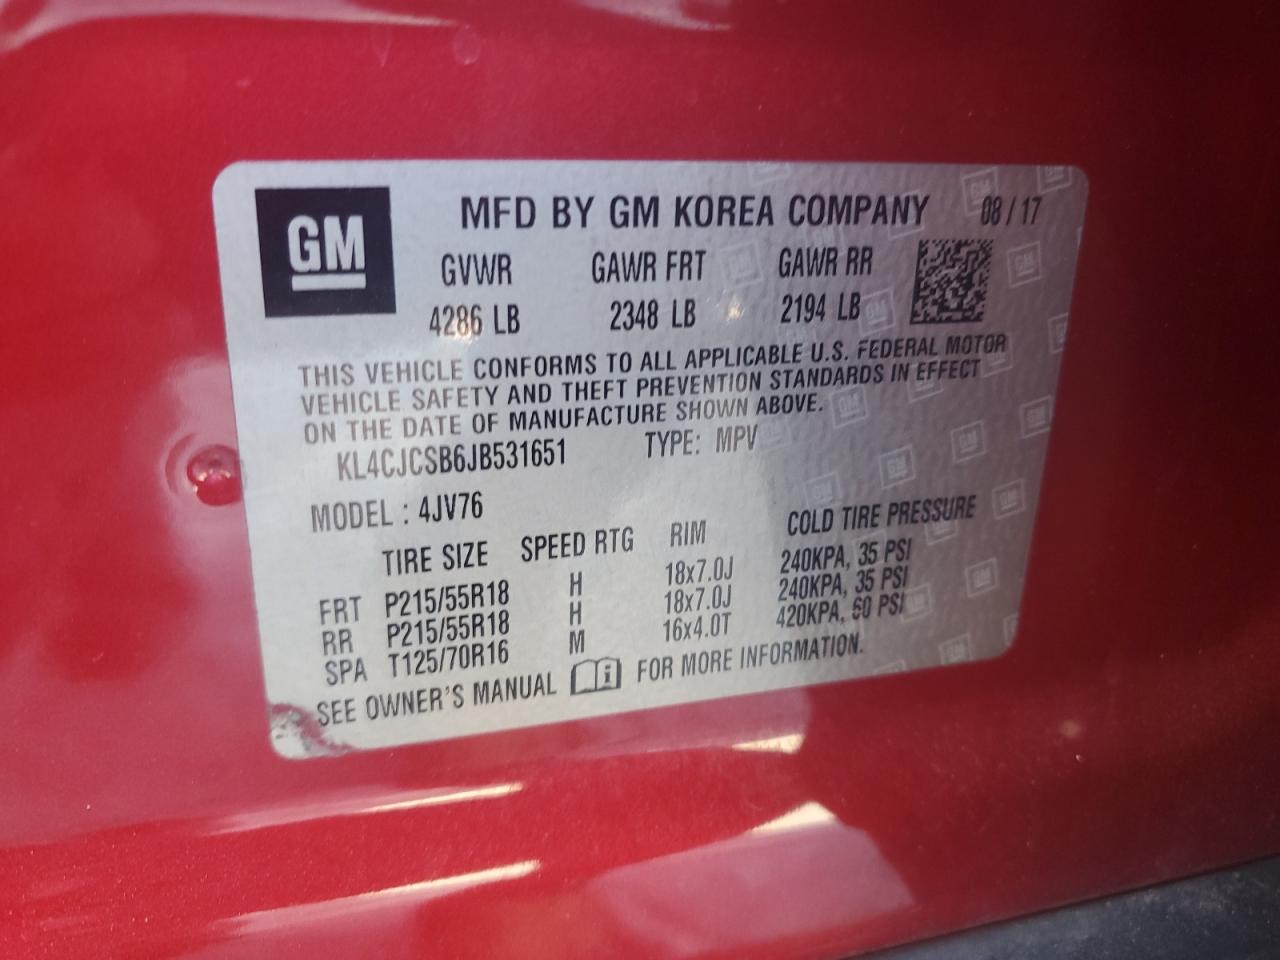 GM
MFD BY GM KOREA COMPANY 08/17
GVWR GAWR FRT GAWR RR
4286 LB 2348 LB 2194 LB
THIS VEHICLE CONFORMS TO ALL APPLICABLE U.S. FEDERAL MOTOR
VEHICLE SAFETY AND THEFT PREVENTION STANDARDS IN EFFECT
ON THE DATE OF MANUFACTURE SHOWN ABOVE.
KL4CJCSB6JB531651 TYPE: MPV
MODEL : 4JV76
TIRE SIZE SPEED RTG RIM COLD TIRE PRESSURE
FRT P215/55R18 H 18x7.0J 240KPA, 35 PSI
RR P215/55R18 H 18x7.0J 240KPA, 35 PSI
SPA T125/70R16 M 16x4.0T 420KPA, 60 PSI
SEE OWNER'S MANUAL FOR MORE INFORMATION.